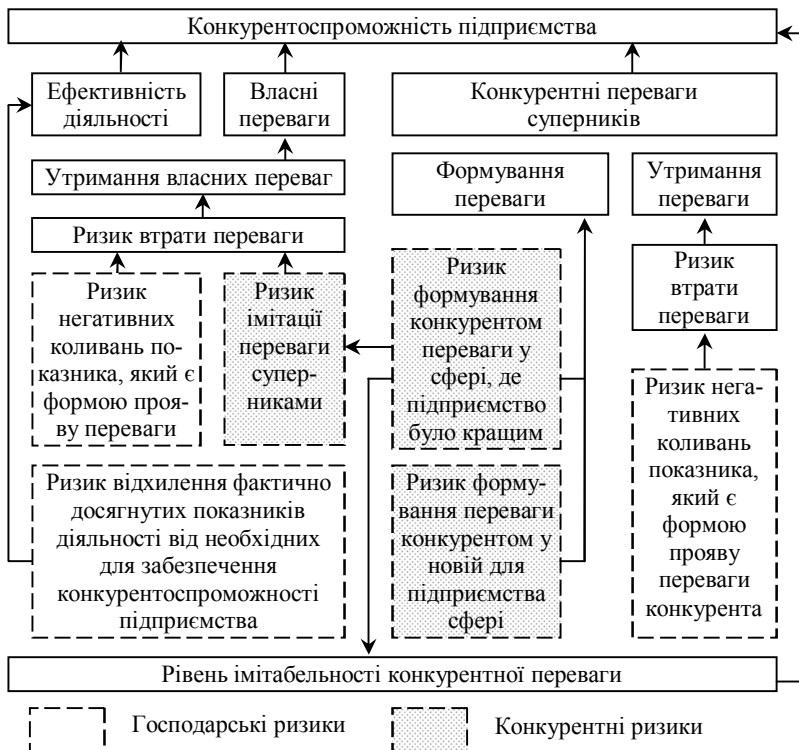 Конкурентоспроможність підприємства
Ефективність
діяльності
Власні
переваги
Конкурентні переваги
суперників
Утримання власних переваг
Формування
переваги
Утримання
переваги
Ризик втрати переваги
Ризик
втрати
переваги
Ризик
негативних
коливань по-
казника, який є
формою проя-
ву переваги
Ризик
імітації
переваги
супер-
никами
Ризик
формування
конкурентом
переваги у
сфері, де
підприємство
було кращим
Ризик нега-
тивних
коливань
показника,
який є
формою
прояву
переваги
конкурента
Ризик відхилення фактично
досягнутих показників
діяльності від необхідних
для забезпечення
конкурентоспроможності
підприємства
Ризик форму-
вання переваги
конкурентом у
новій для
підприємства
сфері
Рівень імітабельності конкурентної переваги
Господарські ризики
Конкурентні ризики